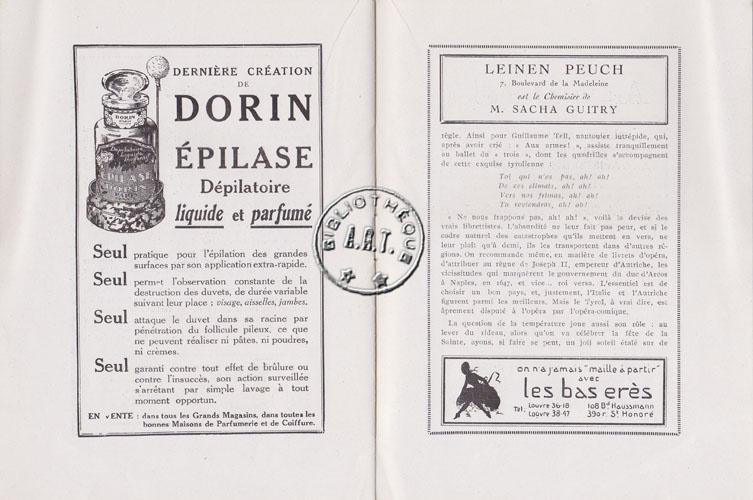 DERNIÈRE CRÉATION
DE
DORIN
ÉPILASE
Dépilatoire
liquide et parfumé
DORIN
ÉPILASE
DORIN
Seul pratique pour l'épilation des grandes
surfaces par son application extra-rapide.
Seul permet l'observation constante de la
destruction des duvets, de durée variable
suivant leur place : visage, aisselles, jambes.
Seul attaque le duvet dans sa racine par
pénétration du follicule pileux, ce que
ne peuvent réaliser ni pâtes, ni poudres,
ni crèmes.
Seul garanti contre tout effet de brûlure ou
contre l'insuccès, son action surveillée
s'arrêtant par simple lavage à tout
moment opportun.
EN VENTE : dans tous les Grands Magasins, dans toutes les
bonnes Maisons de Parfumerie et de Coiffure.
BIBLIOTHÈQUE
A.R.T.
LEINEN PEUCH
7, Boulevard de la Madeleine
est le Chemisier de
M. SACHA GUITRY
règle. Ainsi pour Guillaume Tell, nautonier intrépide, qui,
après avoir crié : « Aux armes! », assiste tranquillement
au ballet du « trois », dont les quadrilles s'accompagnent
de cette exquise tyrolienne :
Toi qui n'es pas, ah! ah!
De ces climats, ah! ah!
Vers nos frimas, ah! ah!
Tu reviendras, ah! ah!
« Ne nous frappons pas, ah! ah! », voilà la devise des
vrais librettistes. L'absurdité ne leur fait pas peur, et si le
cadre naturel des catastrophes qu'ils mettent en vers, ne
leur plaît qu'à demi, ils les transportent dans d'autres ré-
gions. On recommande même, en matière de livrets d'opéra,
d'attribuer au règne de Joseph II, empereur d'Autriche, les
vicissitudes qui marquèrent le gouvernement du duc d'Arcos
à Naples, en 1647, et vice... roi versa. L'essentiel est de
choisir un bon pays, et, justement, l'Italie et l'Autriche
figurent parmi les meilleurs. Mais le Tyrol, à vrai dire, est
âprement disputé à l'opéra par l'opéra-comique.
La question de la température joue aussi son rôle : au
lever du rideau, alors qu'on va célébrer la fête de la
Sainte, ayons, si faire se peut, un joli soleil étalé sur de
on n'a jamais "maille à partir"
avec
les bas erès
Tél. Louvre 36-18
Louvre 38-47
108 Bd Haussmann
390 r. St Honoré